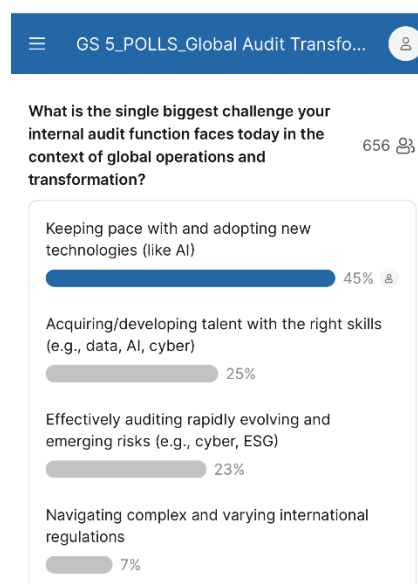 GS 5_POLLS_Global Audit Transfo...
What is the single biggest challenge your
internal audit function faces today in the
context of global operations and
transformation?
656
Keeping pace with and adopting new
technologies (like AI)
45%
Acquiring/developing talent with the right skills
(e.g., data, AI, cyber)
25%
Effectively auditing rapidly evolving and
emerging risks (e.g., cyber, ESG)
23%
Navigating complex and varying international
regulations
7%